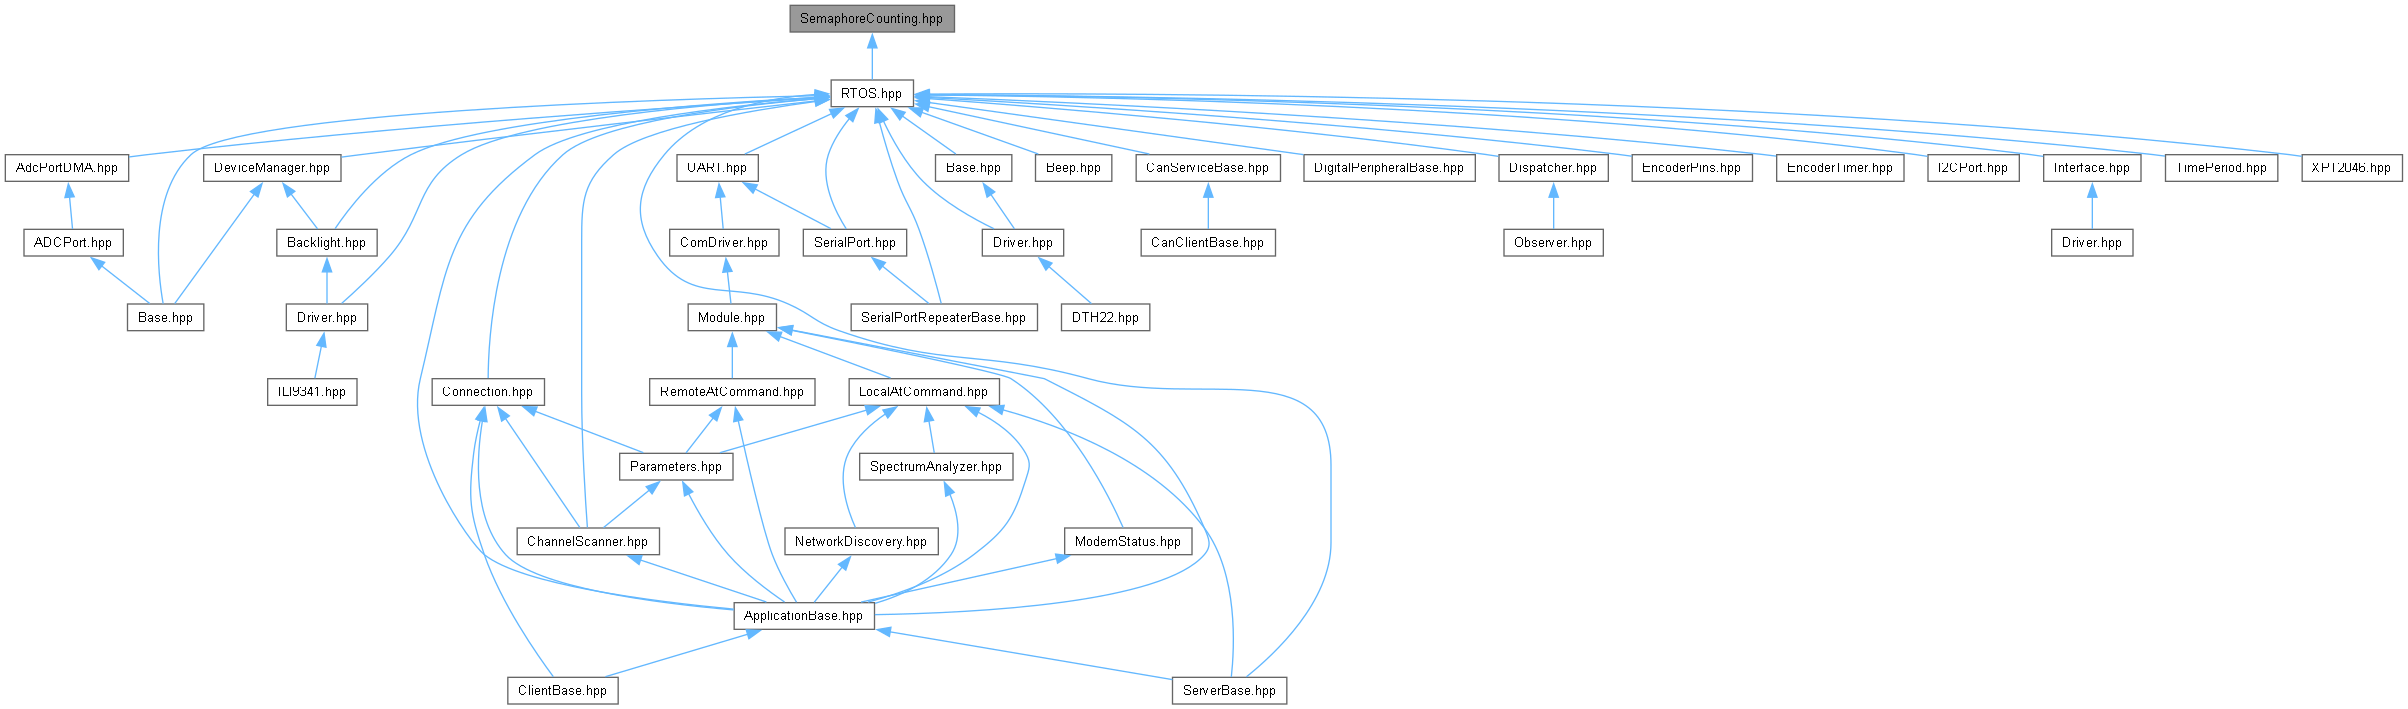 SemaphoreCounting.hpp
RTOS.hpp
AdcPortDMA.hpp
DeviceManager.hpp
UART.hpp
Base.hpp
Beep.hpp
CanServiceBase.hpp
DigitalPeripheralBase.hpp
Dispatcher.hpp
EncoderPins.hpp
EncoderTimer.hpp
I2CPort.hpp
Interface.hpp
TimePeriod.hpp
XPT2046.hpp
ADCPort.hpp
Backlight.hpp
ComDriver.hpp
SerialPort.hpp
Driver.hpp
CanClientBase.hpp
Observer.hpp
Driver.hpp
Base.hpp
Driver.hpp
Module.hpp
SerialPortRepeaterBase.hpp
DTH22.hpp
ILI9341.hpp
Connection.hpp
RemoteAtCommand.hpp
LocalAtCommand.hpp
Parameters.hpp
SpectrumAnalyzer.hpp
ChannelScanner.hpp
NetworkDiscovery.hpp
ModemStatus.hpp
ApplicationBase.hpp
ClientBase.hpp
ServerBase.hpp